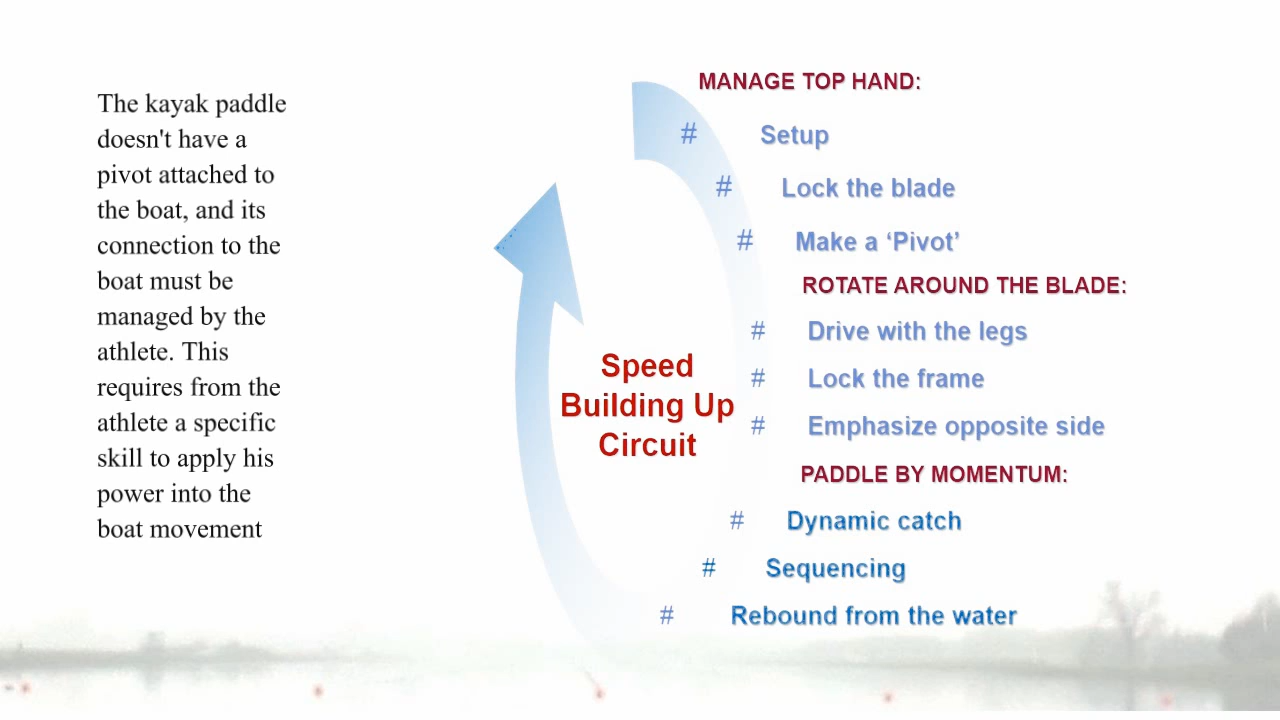 The kayak paddle
doesn't have a
pivot attached to
the boat, and its
connection to the
boat must be
managed by the
athlete. This
requires from the
athlete a specific
skill to apply his
power into the
boat movement
Speed
Building Up
Circuit
MANAGE TOP HAND:
# Setup
# Lock the blade
# Make a ‘Pivot’
ROTATE AROUND THE BLADE:
# Drive with the legs
# Lock the frame
# Emphasize opposite side
PADDLE BY MOMENTUM:
# Dynamic catch
# Sequencing
# Rebound from the water